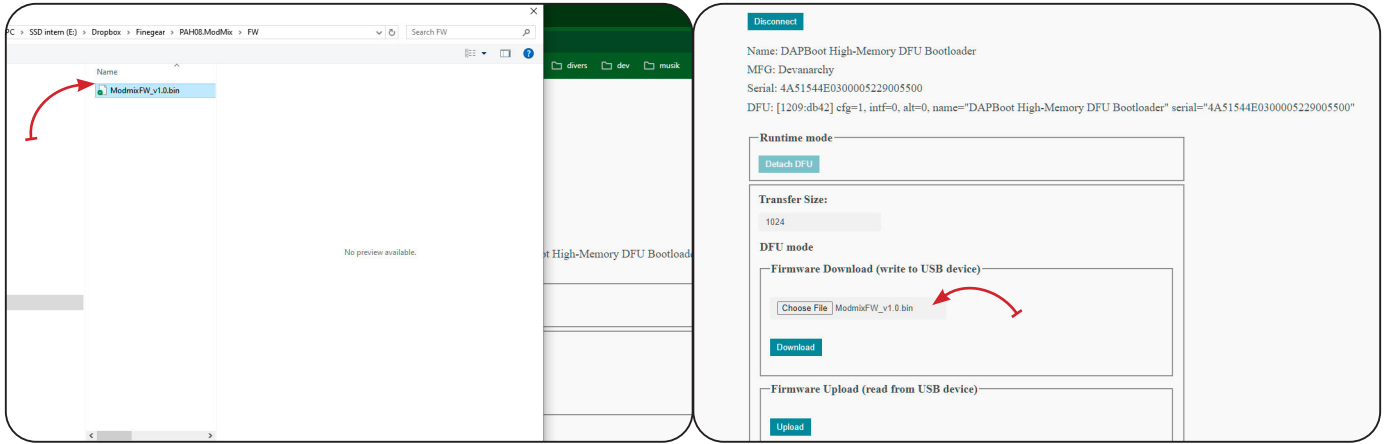 PC > SSD intern (E:) > Dropbox > Finegear > PAH08.ModMix > FW
Search FW
Name
ModmixFW_v1.0.bin
No preview available.
divers dev musik
ot High-Memory DFU Bootload
Disconnect
Name: DAPBoot High-Memory DFU Bootloader
MFG: Devanarchy
Serial: 4A51544E0300005229005500
DFU: [1209:db42] cfg=1, intf=0, alt=0, name="DAPBoot High-Memory DFU Bootloader" serial="4A51544E0300005229005500"
Runtime mode
Detach DFU
Transfer Size:
1024
DFU mode
Firmware Download (write to USB device)
Choose File ModmixFW_v1.0.bin
Download
Firmware Upload (read from USB device)
Upload